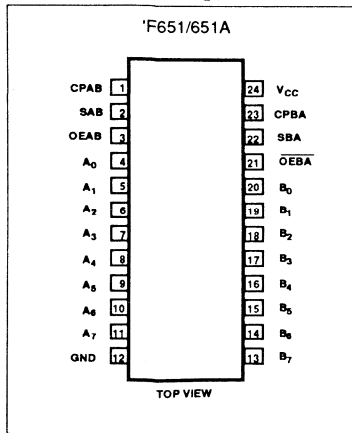 'F651/651A
CPAB 1 24 VCC
SAB 2 23 CPBA
OEAB 3 22 SBA
A0 4 21 OEBA
A1 5 20 B0
A2 6 19 B1
A3 7 18 B2
A4 8 17 B3
A5 9 16 B4
A6 10 15 B5
A7 11 14 B6
GND 12 13 B7
TOP VIEW